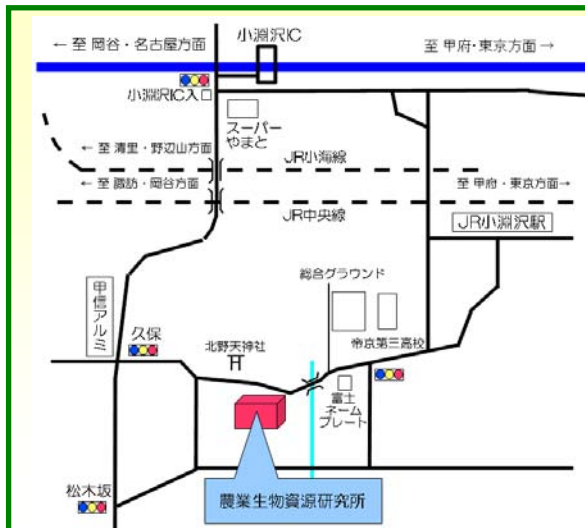 小淵沢IC
← 至 岡谷・名古屋方面
至 甲府・東京方面 →
小淵沢IC入口
スーパー
やまと
← 至 清里・野辺山方面
JR小海線
← 至 諏訪・岡谷方面
至 甲府・東京方面→
JR中央線
JR小淵沢駅
甲信アルミ
総合グラウンド
久保
北野天神社
帝京第三高校
富士
ネーム
プレート
松木坂
農業生物資源研究所